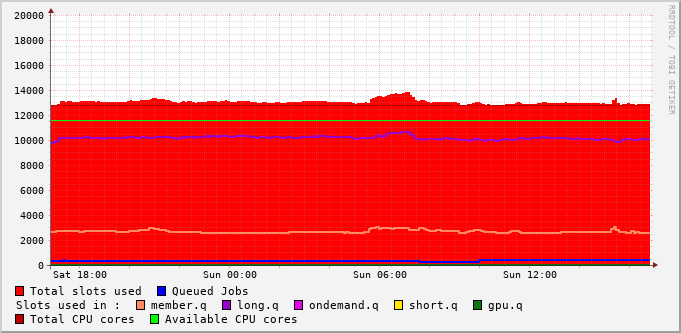 20000
18000
16000
14000
12000
10000
8000
6000
4000
2000
0
Sat 18:00 Sun 00:00 Sun 06:00 Sun 12:00
Total slots used Queued Jobs
Slots used in : member.q long.q ondemand.q short.q gpu.q
Total CPU cores Available CPU cores
RRDTOOL / TOBI OETIKER